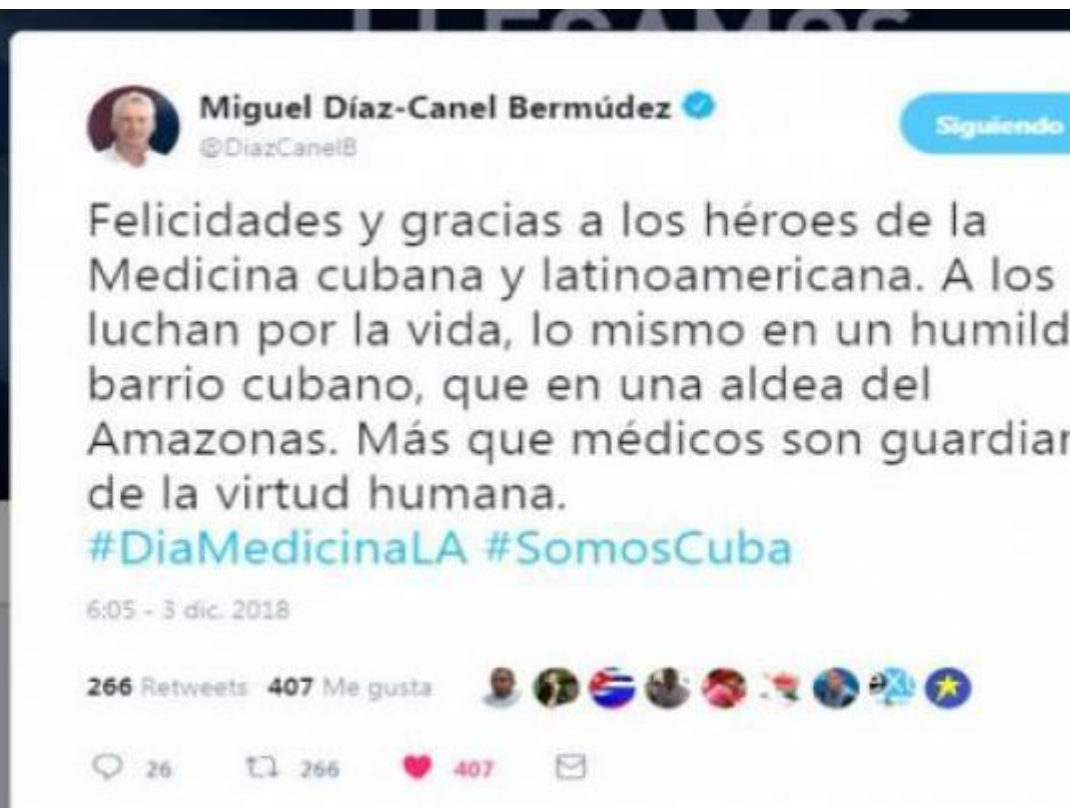 LLEGAMOS
Miguel Díaz-Canel Bermúdez
Siguiendo
@DiazCanelB
Felicidades y gracias a los héroes de la
Medicina cubana y latinoamericana. A los
luchan por la vida, lo mismo en un humild
barrio cubano, que en una aldea del
Amazonas. Más que médicos son guardian
de la virtud humana.
#DiaMedicinaLA #SomosCuba
6:05 - 3 dic. 2018
266 Retweets 407 Me gusta
26 266 407